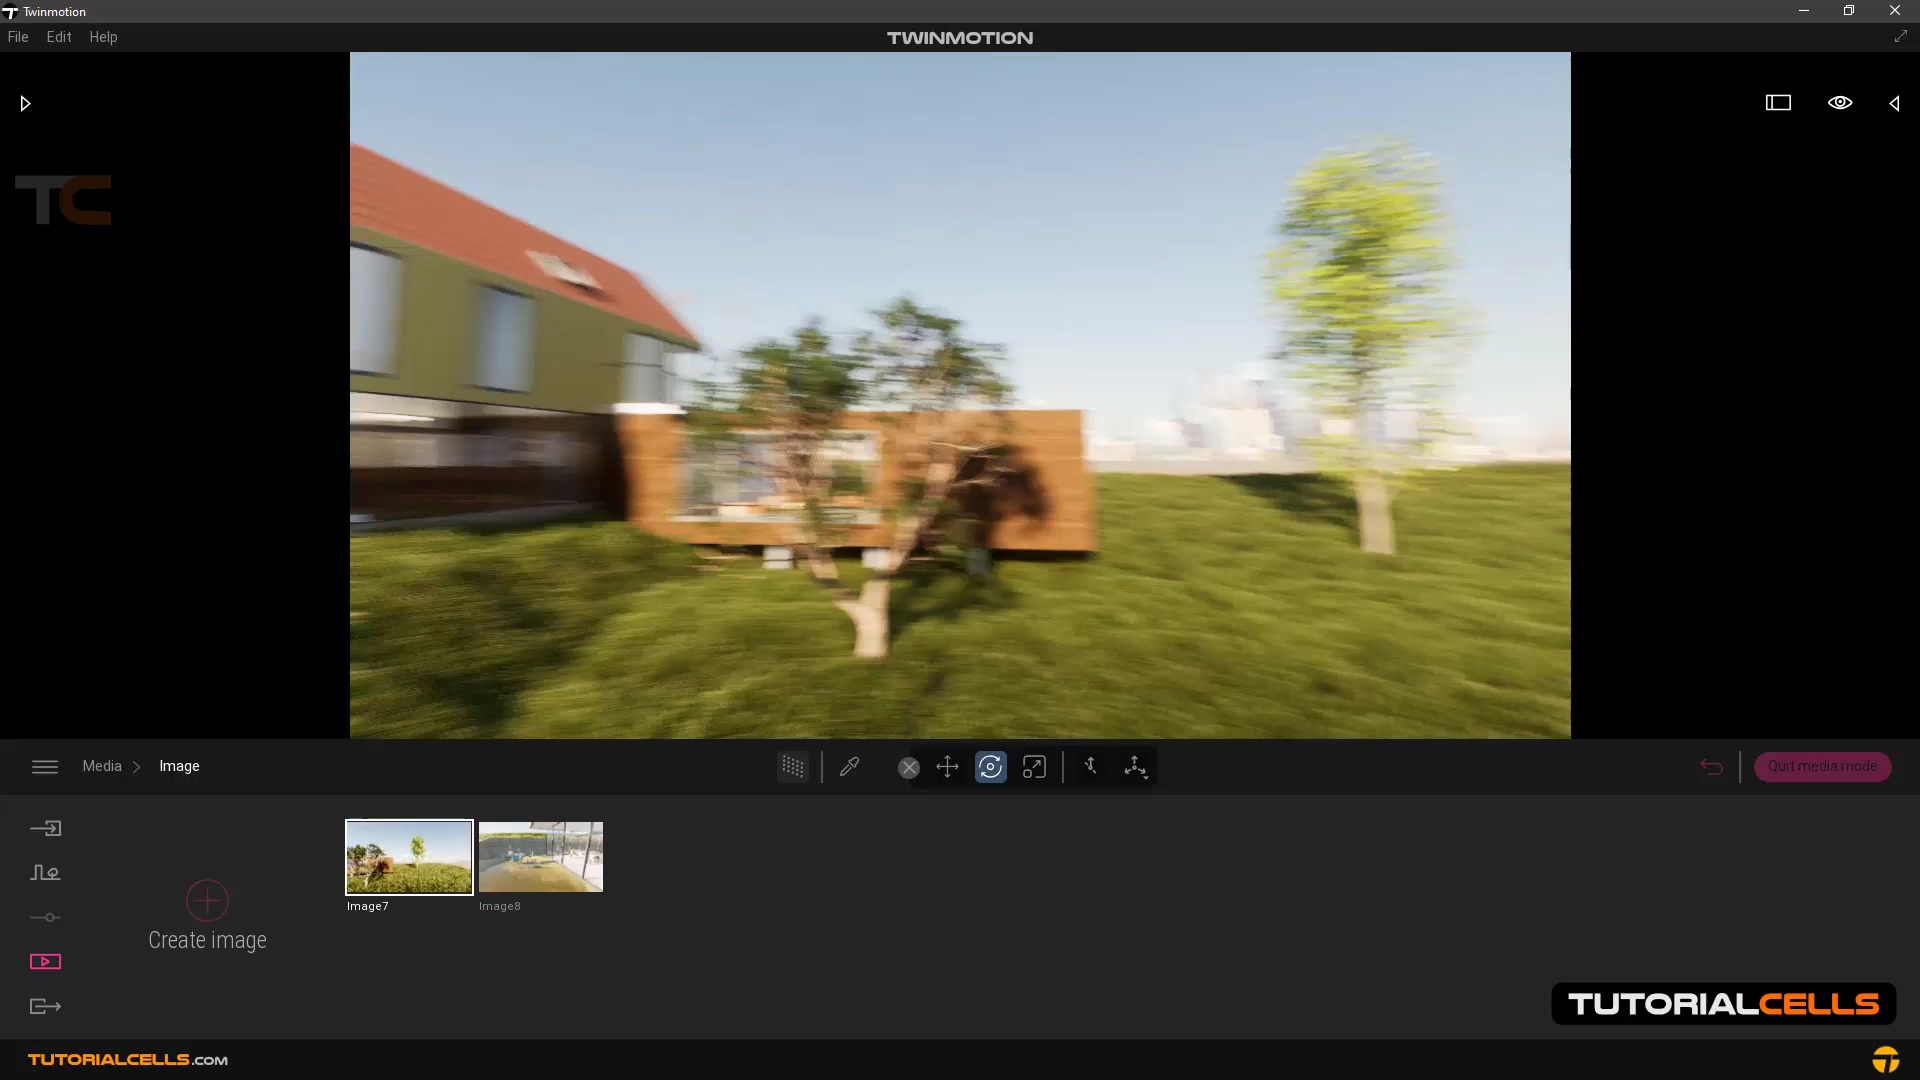 Twinmotion
File Edit Help
TWINMOTION
TC
Media Image
Quit media mode
Create image
Image7
Image8
TUTORIALCELLS
TUTORIALCELLS.COM